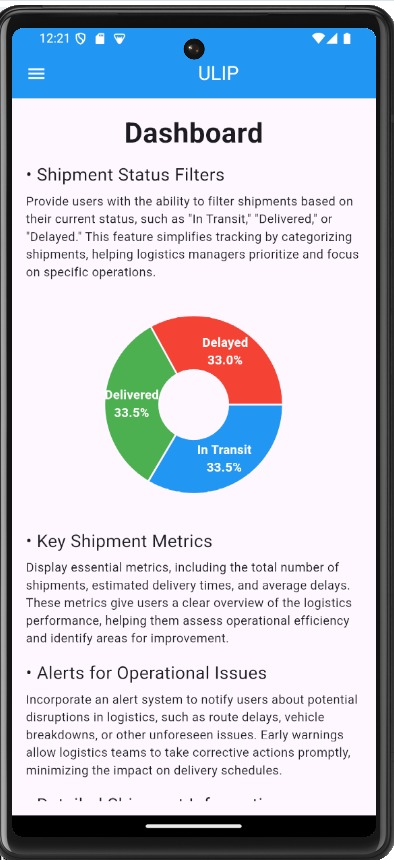 12:21
ULIP
Dashboard
• Shipment Status Filters
Provide users with the ability to filter shipments based on
their current status, such as "In Transit," "Delivered," or
"Delayed." This feature simplifies tracking by categorizing
shipments, helping logistics managers prioritize and focus
on specific operations.
Delayed
33.0%
Delivered
33.5%
In Transit
33.5%
• Key Shipment Metrics
Display essential metrics, including the total number of
shipments, estimated delivery times, and average delays.
These metrics give users a clear overview of the logistics
performance, helping them assess operational efficiency
and identify areas for improvement.
• Alerts for Operational Issues
Incorporate an alert system to notify users about potential
disruptions in logistics, such as route delays, vehicle
breakdowns, or other unforeseen issues. Early warnings
allow logistics teams to take corrective actions promptly,
minimizing the impact on delivery schedules.